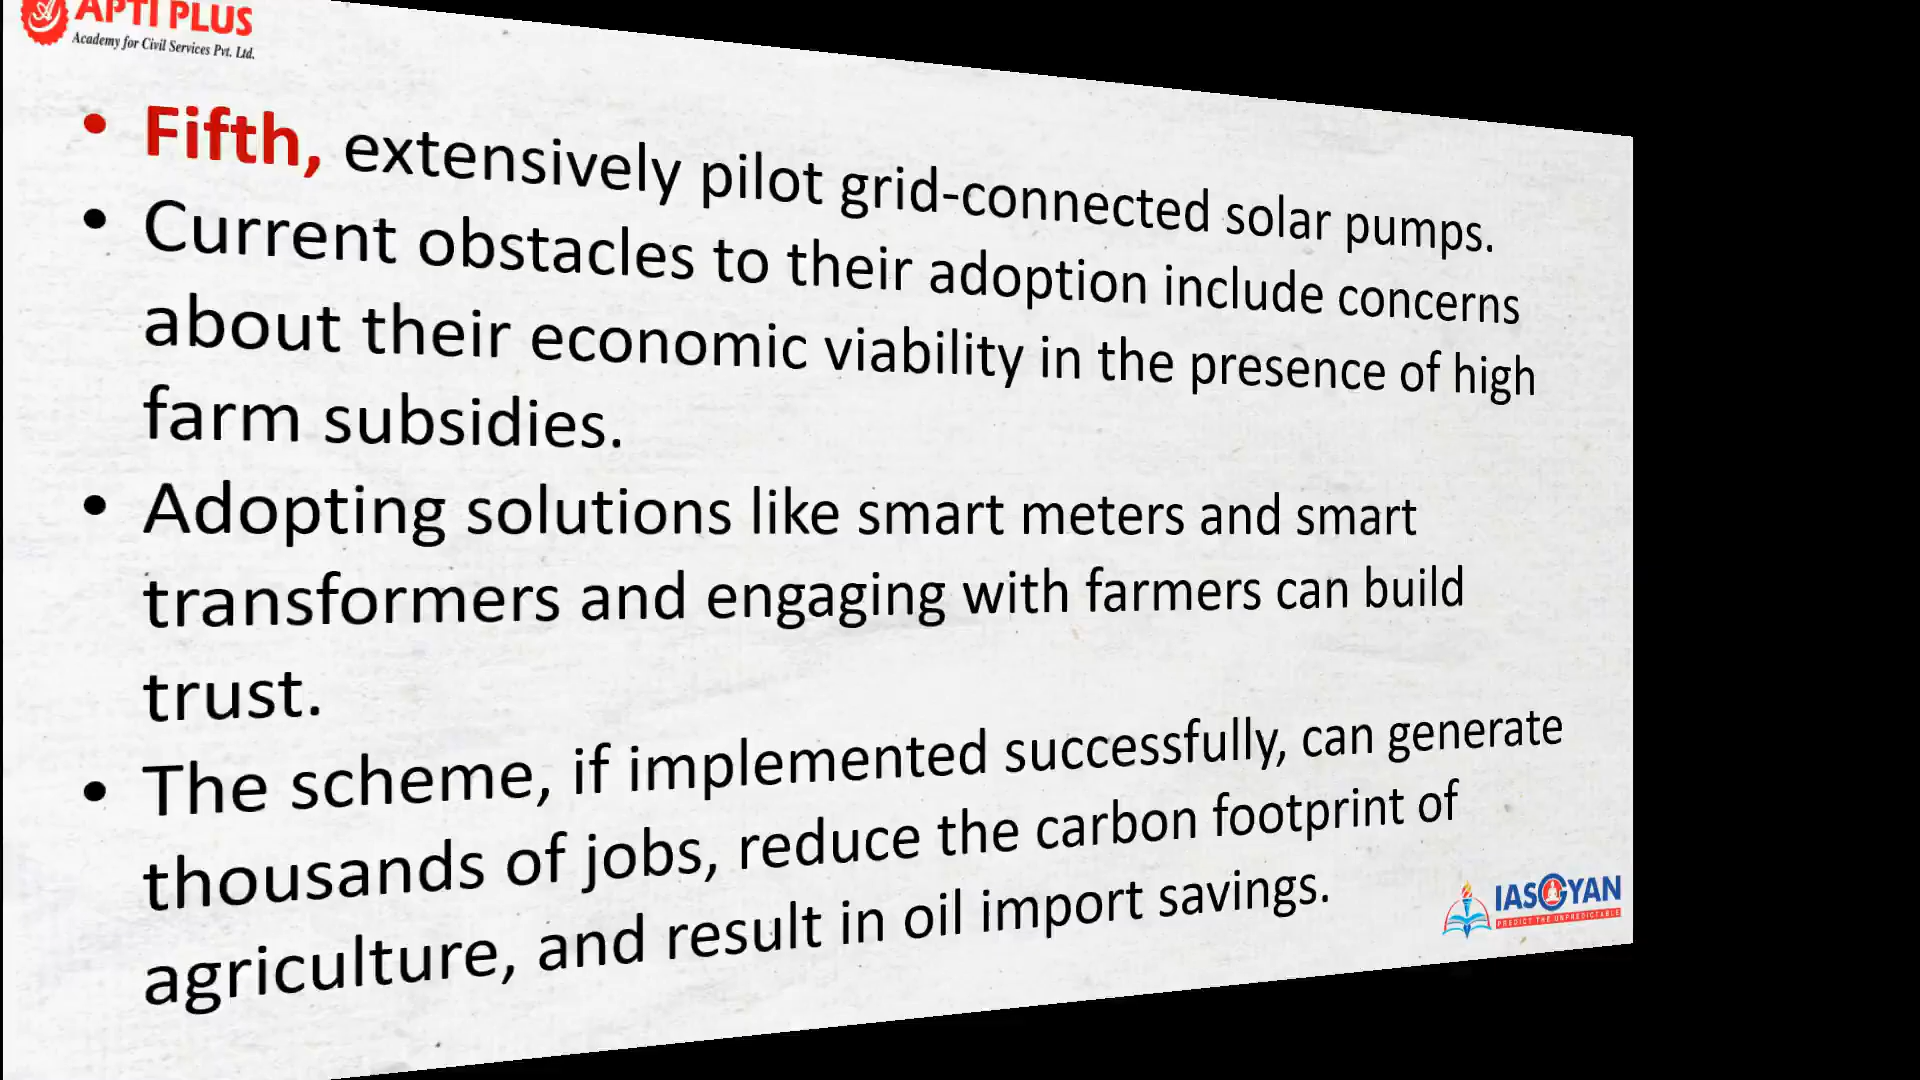 APTI PLUS
Academy for Civil Services Pvt. Ltd.
• Fifth, extensively pilot grid-connected solar pumps.
• Current obstacles to their adoption include concerns
about their economic viability in the presence of high
farm subsidies.
• Adopting solutions like smart meters and smart
transformers and engaging with farmers can build
trust.
• The scheme, if implemented successfully, can generate
thousands of jobs, reduce the carbon footprint of
agriculture, and result in oil import savings.
IASGYAN
PREDICT THE UNPREDICTABLE